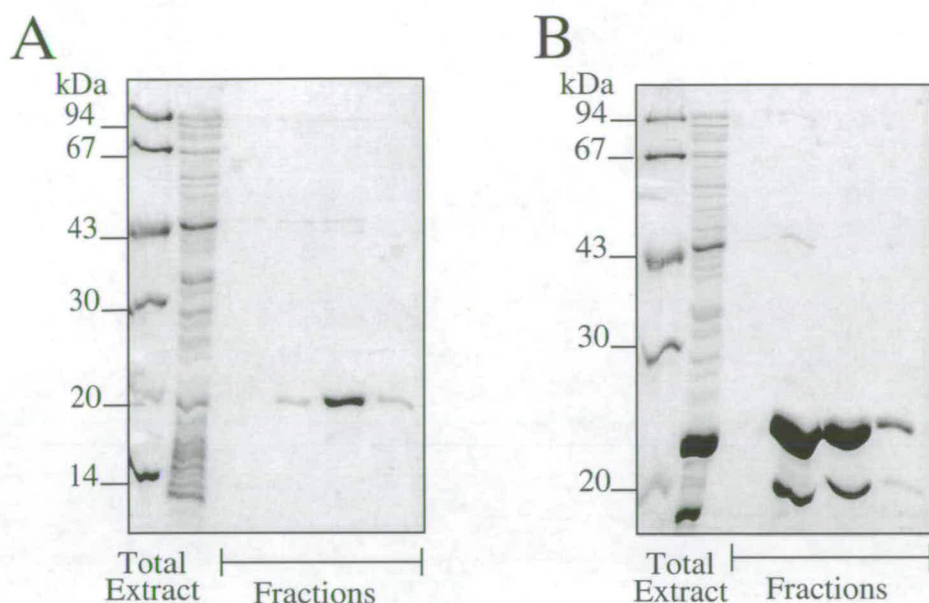 A
kDa
94
67
43
30
20
14
Total
Extract
Fractions
B
kDa
94
67
43
30
20
Total
Extract
Fractions